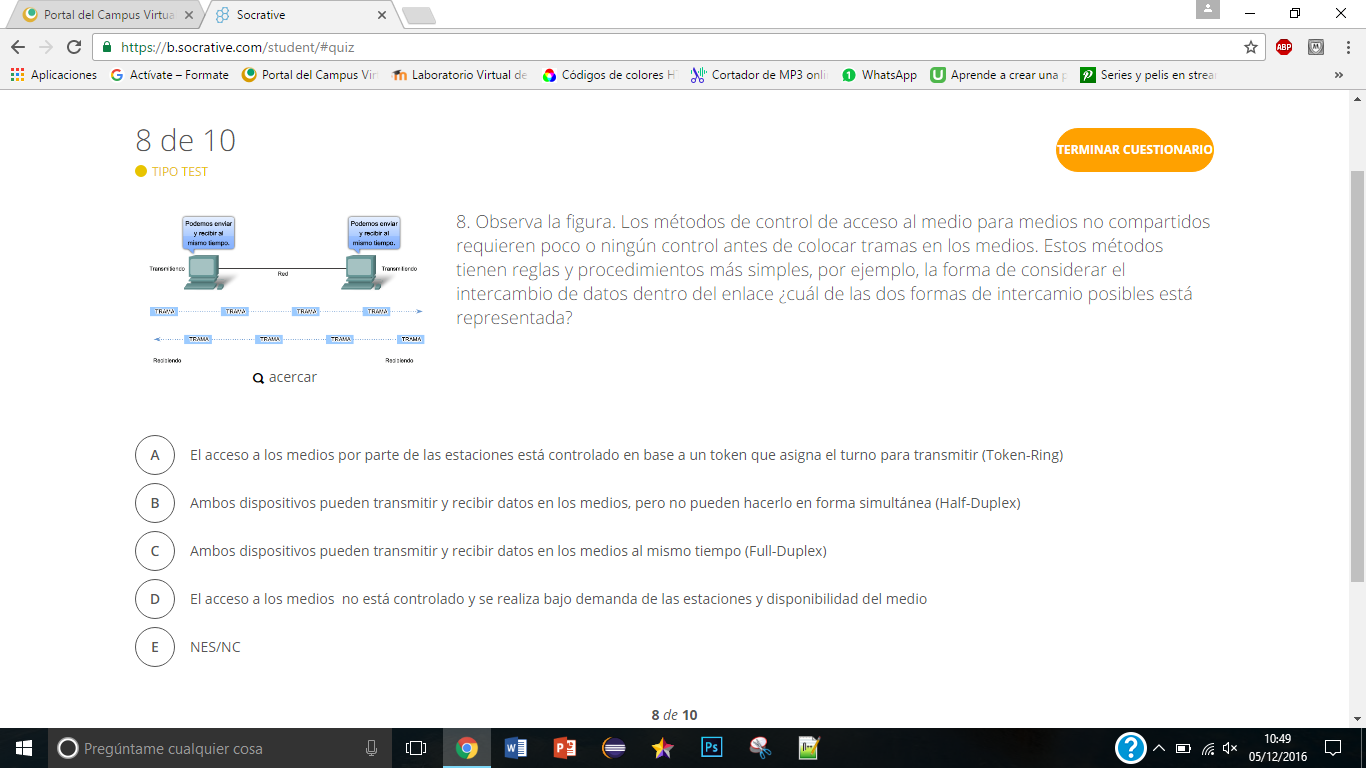 Portal del Campus Virtua
Socrative
https://b.socrative.com/student/#quiz
ABP
Aplicaciones
Actívate – Formate
Portal del Campus Vir
Laboratorio Virtual de
Códigos de colores H
Cortador de MP3 onli
WhatsApp
Aprende a crear una p
Series y pelis en strea
8 de 10
TERMINAR CUESTIONARIO
TIPO TEST
Podemos enviar
y recibir al
mismo tiempo.
Podemos enviar
y recibir al
mismo tiempo.
Transmitiendo
Red
Transmitiendo
TRAMA TRAMA TRAMA TRAMA
TRAMA TRAMA TRAMA TRAMA
Recibiendo
Recibiendo
acercar
8. Observa la figura. Los métodos de control de acceso al medio para medios no compartidos
requieren poco o ningún control antes de colocar tramas en los medios. Estos métodos
tienen reglas y procedimientos más simples, por ejemplo, la forma de considerar el
intercambio de datos dentro del enlace ¿cuál de las dos formas de intercamio posibles está
representada?
A El acceso a los medios por parte de las estaciones está controlado en base a un token que asigna el turno para transmitir (Token-Ring)
B Ambos dispositivos pueden transmitir y recibir datos en los medios, pero no pueden hacerlo en forma simultánea (Half-Duplex)
C Ambos dispositivos pueden transmitir y recibir datos en los medios al mismo tiempo (Full-Duplex)
D El acceso a los medios no está controlado y se realiza bajo demanda de las estaciones y disponibilidad del medio
E NES/NC
8 de 10
Pregúntame cualquier cosa
10:49
05/12/2016